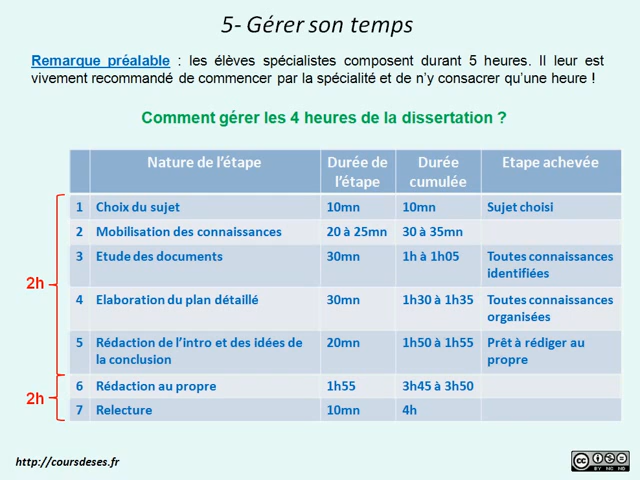 5- Gérer son temps
Remarque préalable : les élèves spécialistes composent durant 5 heures. Il leur est
vivement recommandé de commencer par la spécialité et de n'y consacrer qu'une heure !
Comment gérer les 4 heures de la dissertation ?
Nature de l'étape Durée de l'étape Durée cumulée Etape achevée
1 Choix du sujet 10mn 10mn Sujet choisi
2 Mobilisation des connaissances 20 à 25mn 30 à 35mn
3 Etude des documents 30mn 1h à 1h05 Toutes connaissances identifiées
2h
4 Elaboration du plan détaillé 30mn 1h30 à 1h35 Toutes connaissances organisées
5 Rédaction de l'intro et des idées de la conclusion 20mn 1h50 à 1h55 Prêt à rédiger au propre
6 Rédaction au propre 1h55 3h45 à 3h50
2h
7 Relecture 10mn 4h
http://coursdeses.fr
cc
BY NC ND